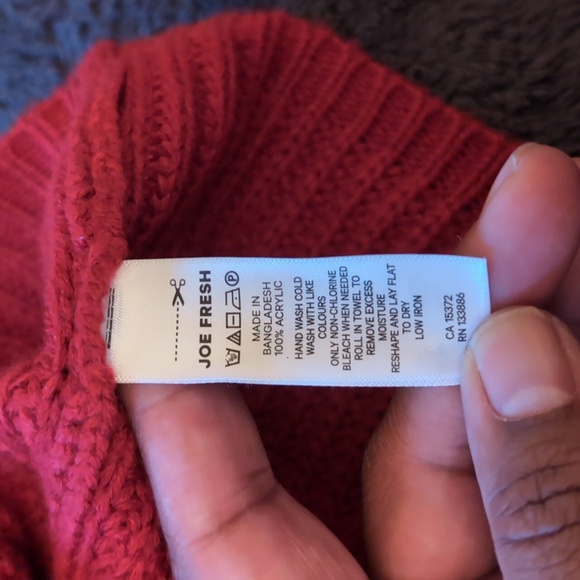 JOE FRESH
MADE IN
BANGLADESH
100% ACRYLIC
HAND WASH COLD
WASH WITH LIKE
COLOURS
ONLY NON-CHLORINE
BLEACH WHEN NEEDED
ROLL IN TOWEL TO
REMOVE EXCESS
MOISTURE
RESHAPE AND LAY FLAT
TO DRY
LOW IRON
CA 15372
RN 133886